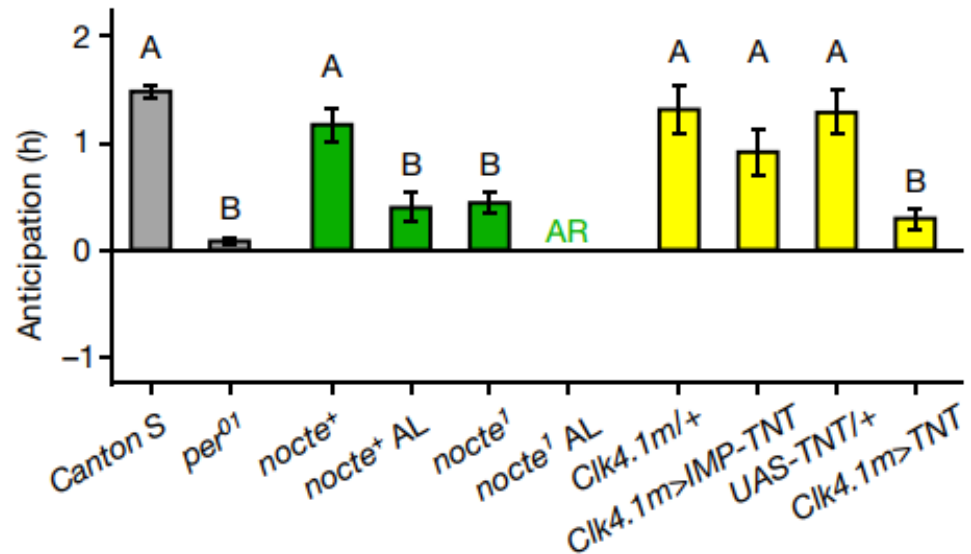 Anticipation (h)
2
1
0
−1
A
B
A
B
B
AR
A
A
A
B
Canton S
per⁰¹
nocte⁺
nocte⁺ AL
nocte¹
nocte¹ AL
Clk4.1m/+
Clk4.1m>IMP-TNT
UAS-TNT/+
Clk4.1m>TNT